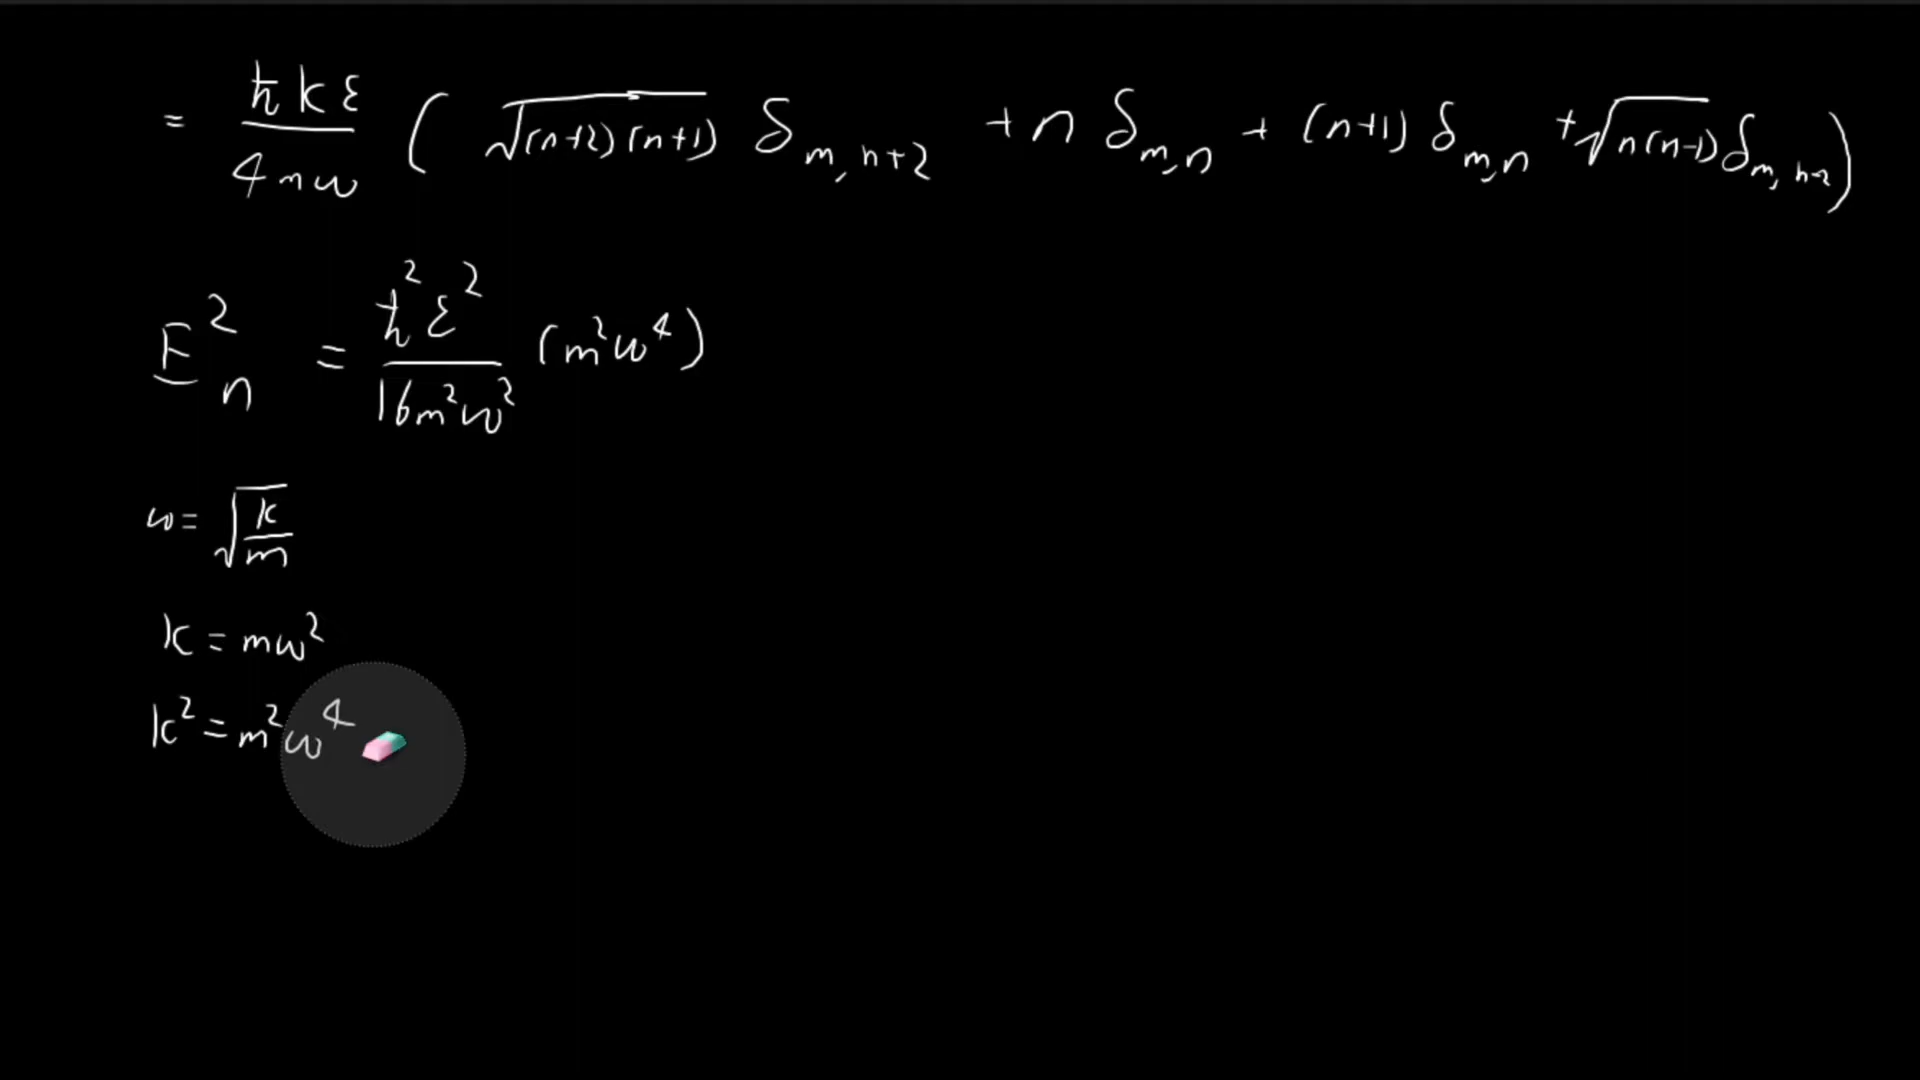 = ħkε / 4mω ( √(n+2)(n+1) δ_{m, n+2} + n δ_{m,n} + (n+1) δ_{m,n} + √n(n-1) δ_{m, n-2} )
E_n^2 = ħ^2 ε^2 / 16m^2ω^2 (m^2ω^4)
ω = √(k/m)
k = mω^2
k^2 = m^2ω^4